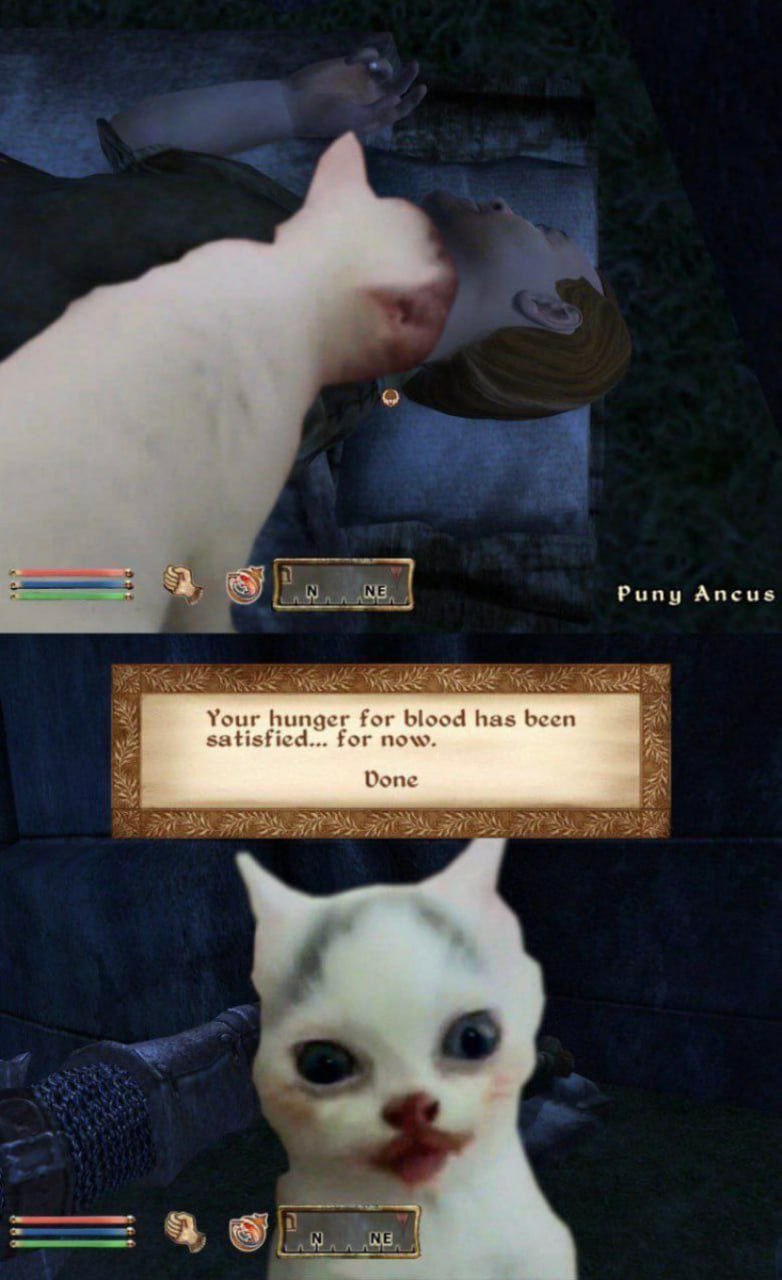 N NE
Puny Ancus
Your hunger for blood has been
satisfied... for now.
Done
N NE